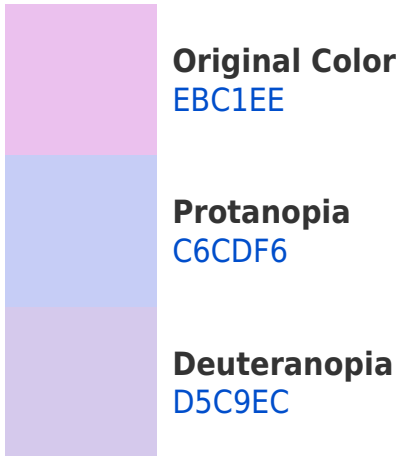 Original Color
EBC1EE
Protanopia
C6CDF6
Deuteranopia
D5C9EC